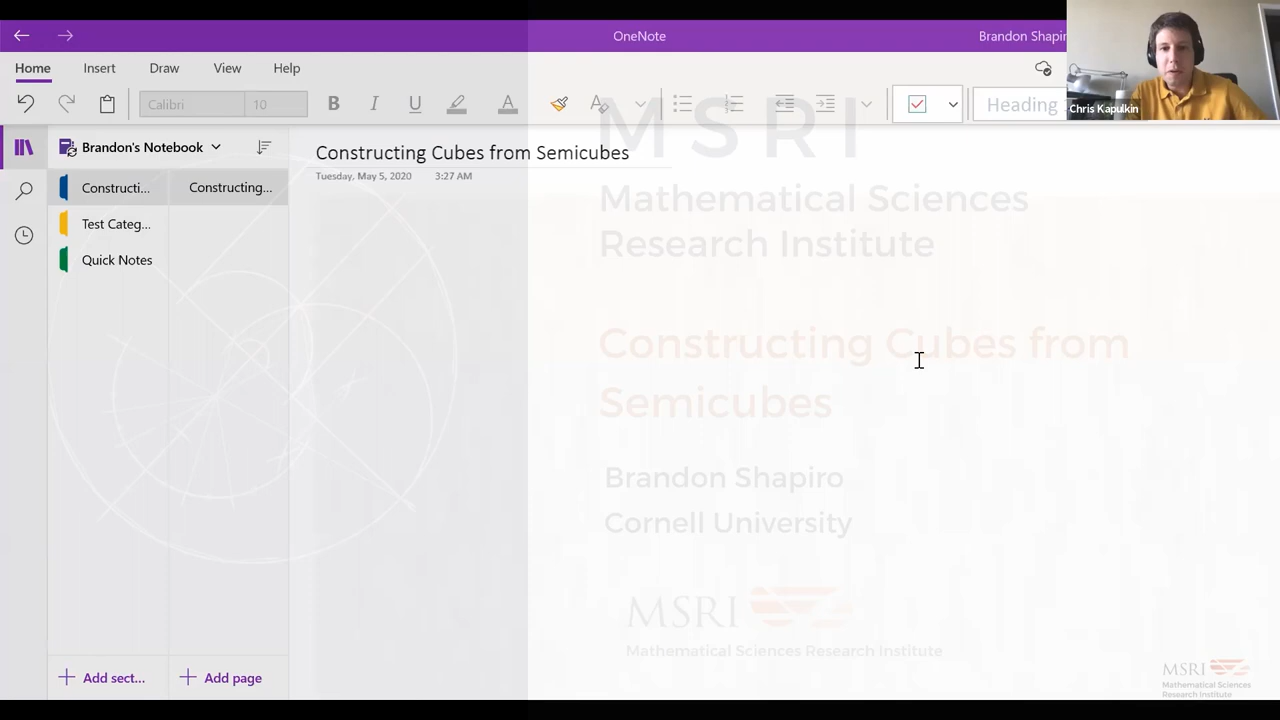 OneNote
Brandon Shapir
Home
Insert
Draw
View
Help
Calibri
10
B
I
U
A
A
Heading
Chris Kapulkin
MSRI
Brandon's Notebook
Constructing Cubes from Semicubes
Tuesday, May 5, 2020
3:27 AM
Constructi...
Constructing...
Test Categ...
Quick Notes
Mathematical Sciences
Research Institute
Constructing Cubes from
Semicubes
Brandon Shapiro
Cornell University
MSRI
Mathematical Sciences Research Institute
Add sect...
Add page
MSRI
Mathematical Sciences
Research Institute